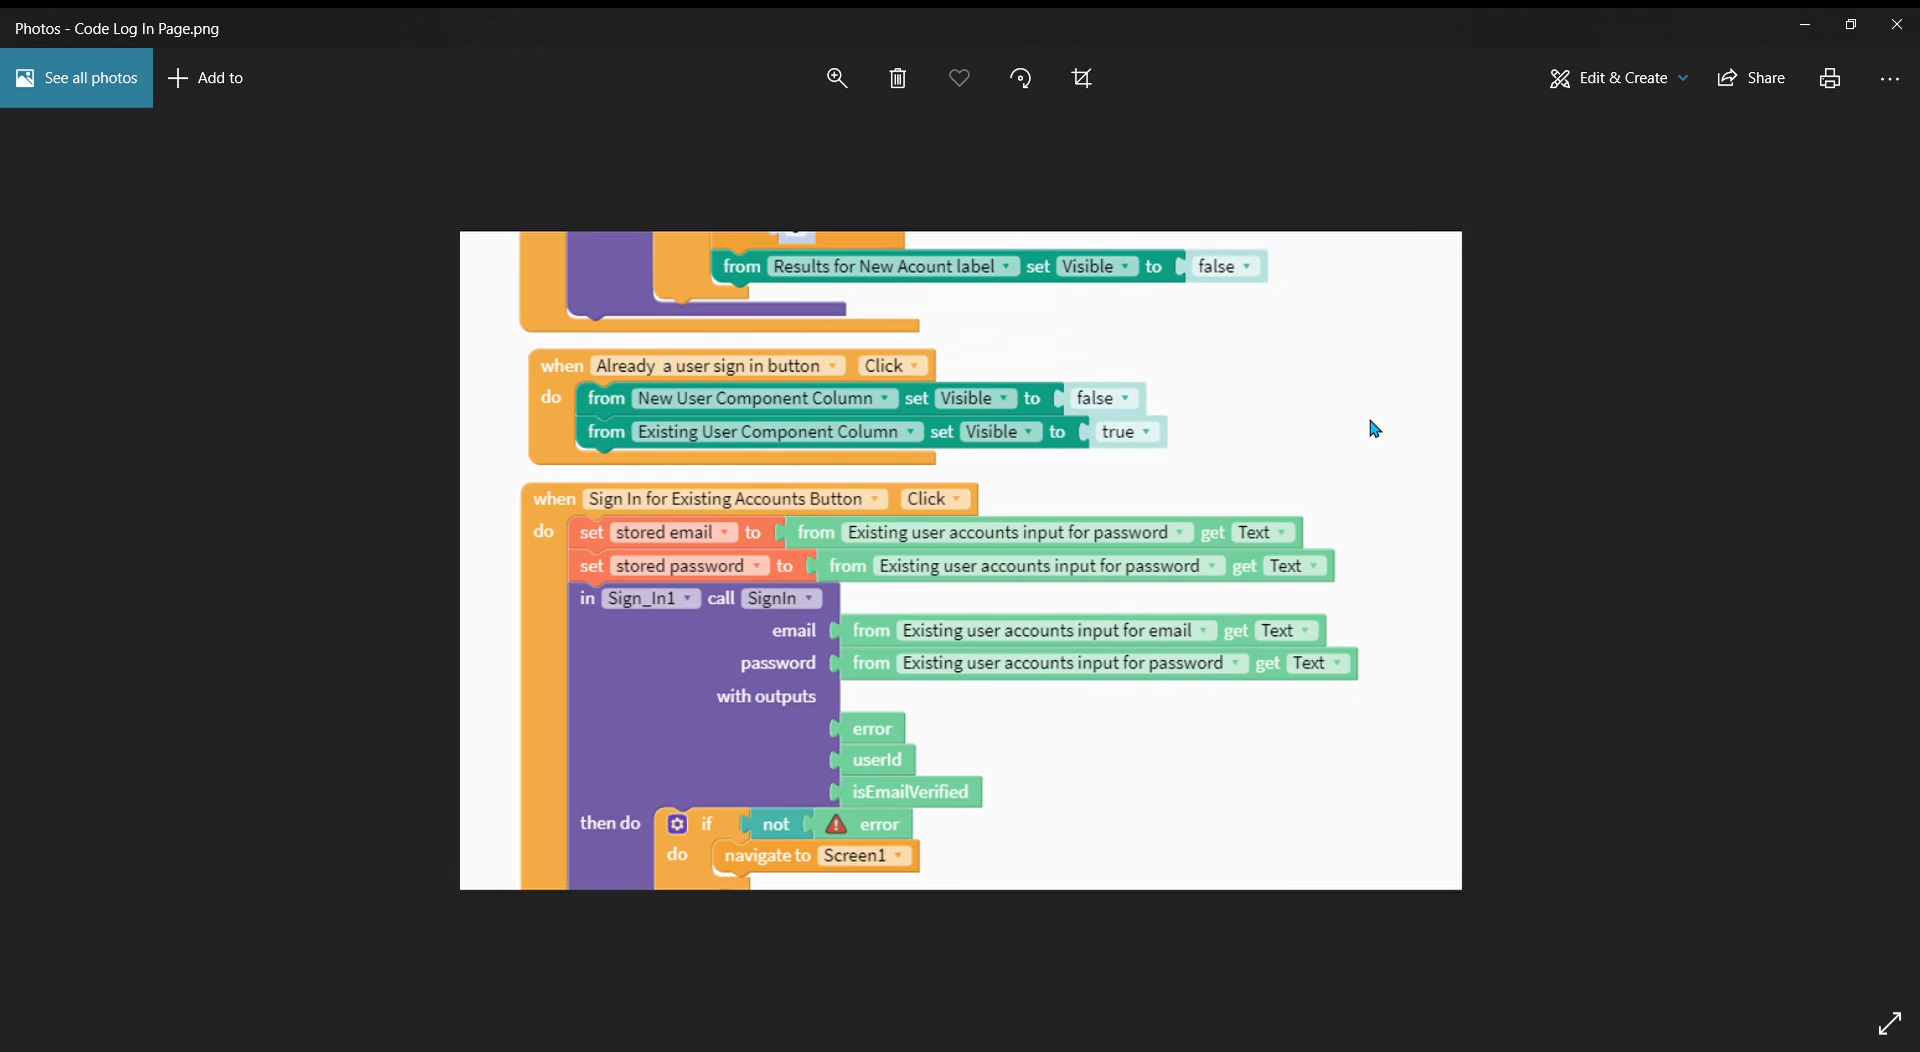 Photos - Code Log In Page.png
See all photos Add to Edit & Create Share
from Results for New Acount label set Visible to false
when Already a user sign in button Click
do from New User Component Column set Visible to false
from Existing User Component Column set Visible to true
when Sign In for Existing Accounts Button Click
do set stored email to from Existing user accounts input for password get Text
set stored password to from Existing user accounts input for password get Text
in Sign_In1 call SignIn
email from Existing user accounts input for email get Text
password from Existing user accounts input for password get Text
with outputs
error
userId
isEmailVerified
then do if not error
do navigate to Screen1